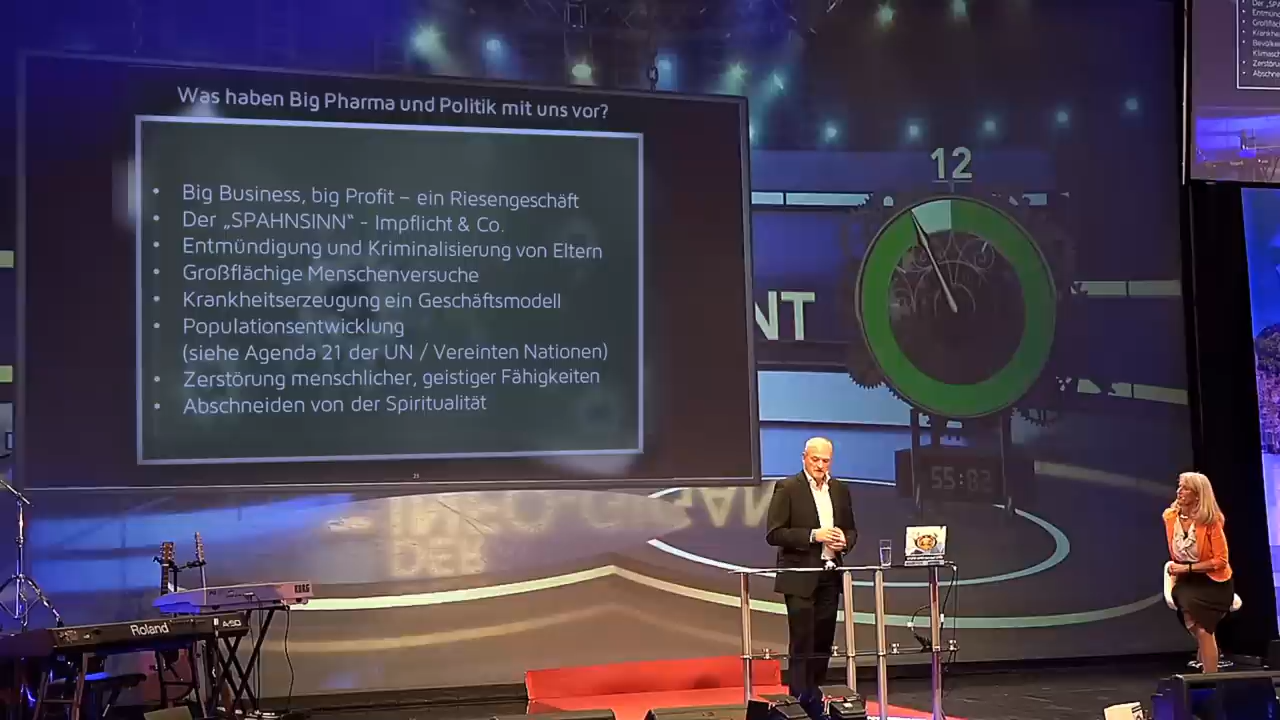 Was haben Big Pharma und Politik mit uns vor?
• Big Business, big Profit – ein Riesengeschäft
• Der „SPAHNSINN“ - Impflicht & Co.
• Entmündigung und Kriminalisierung von Eltern
• Großflächige Menschenversuche
• Krankheitserzeugung ein Geschäftsmodell
• Populationsentwicklung
(siehe Agenda 21 der UN / Vereinten Nationen)
• Zerstörung menschlicher, geistiger Fähigkeiten
• Abschneiden von der Spiritualität
12
NT
Roland
KORG